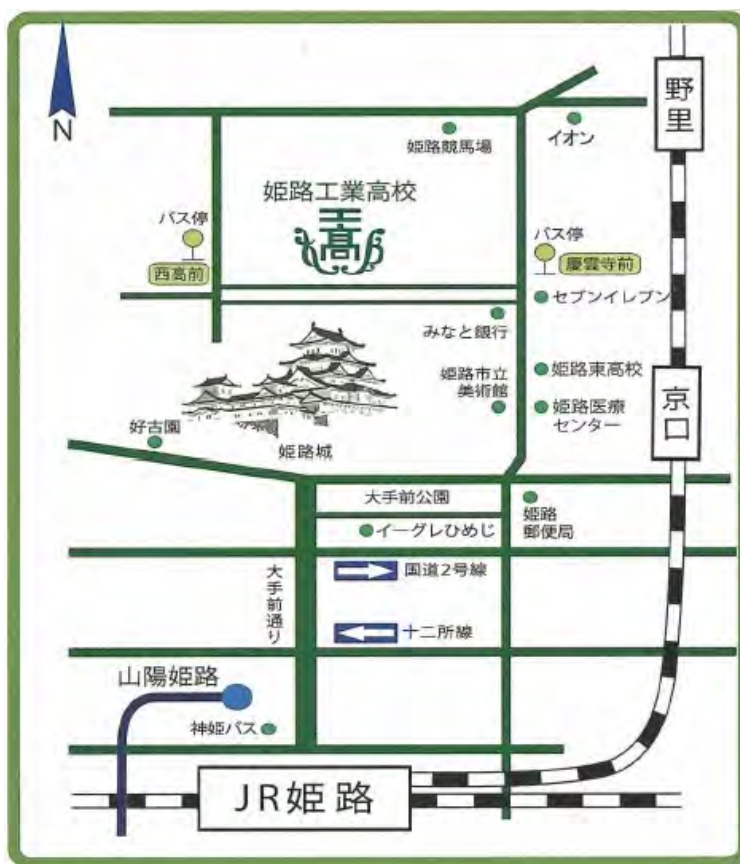 野里
N
姫路競馬場
イオン
姫路工業高校
工高
バス停
西高前
バス停
慶雲寺前
セブンイレブン
みなと銀行
姫路市立
美術館
姫路東高校
姫路医療
センター
京口
好古園
姫路城
大手前公園
姫路
郵便局
イーグレひめじ
大手前通り
国道2号線
十二所線
山陽姫路
神姫バス
JR姫路